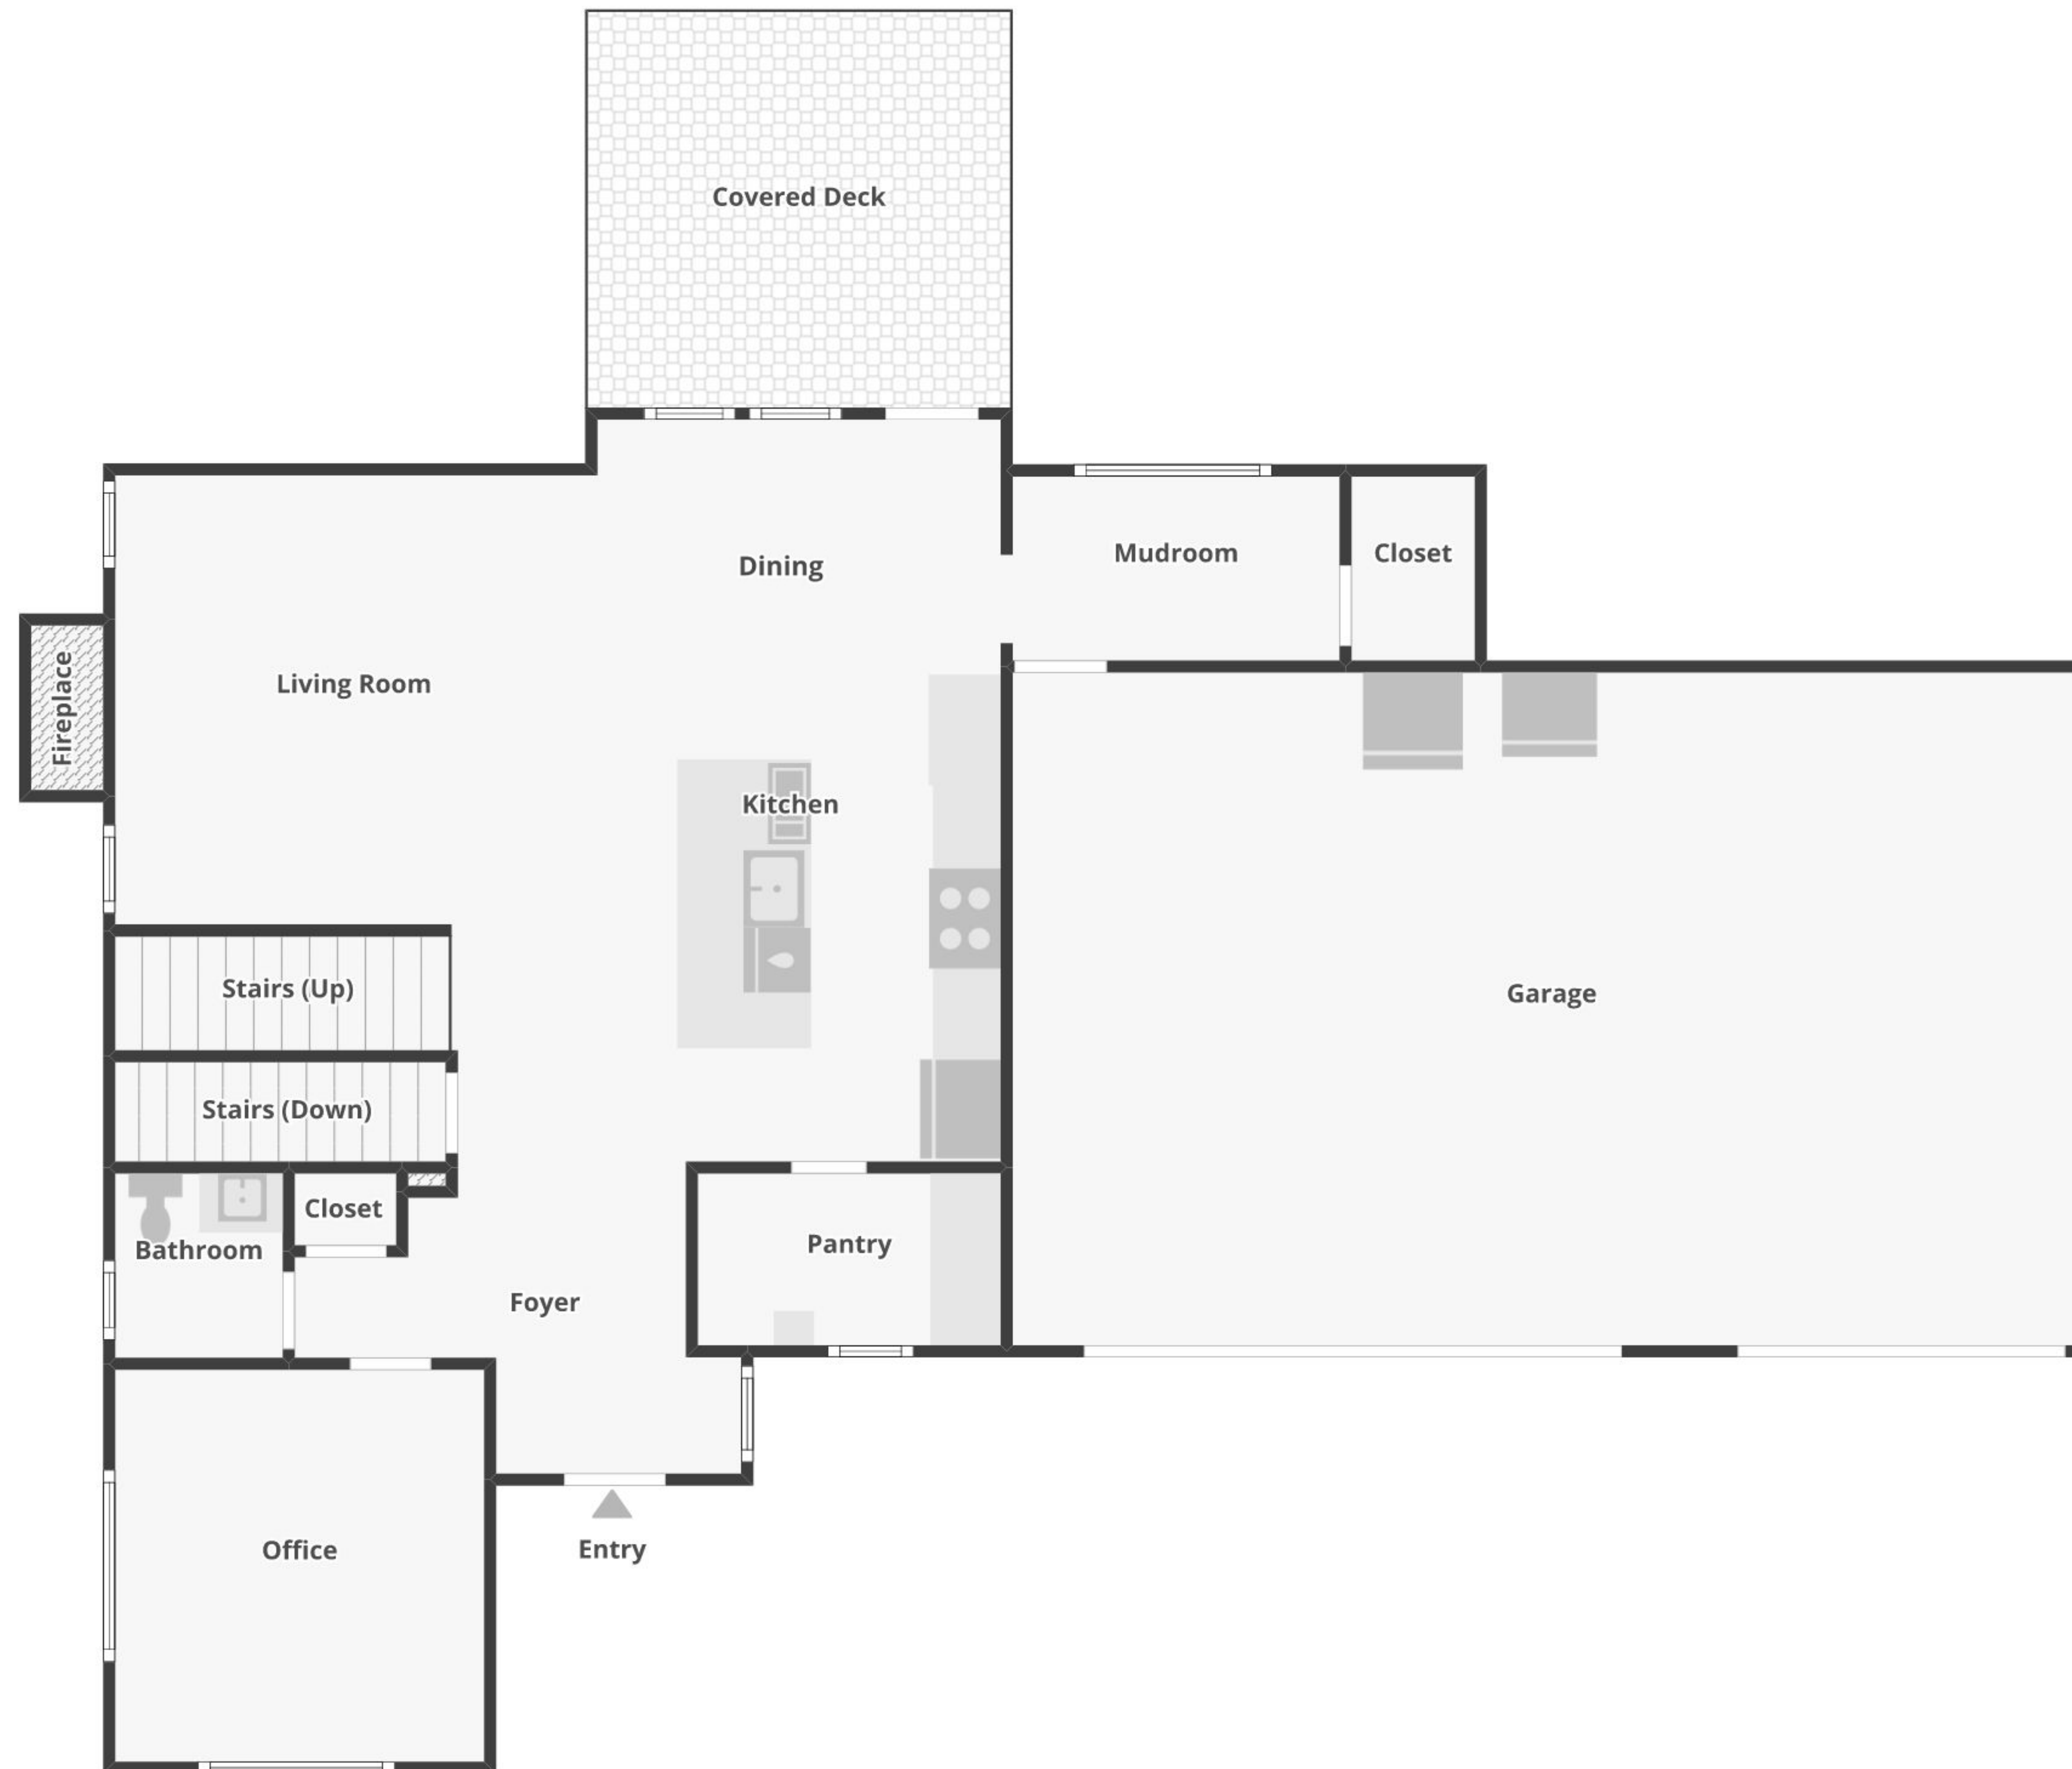 Covered Deck
Dining
Mudroom
Closet
Living Room
Fireplace
Kitchen
Stairs (Up)
Garage
Stairs (Down)
Closet
Bathroom
Pantry
Foyer
Office
Entry